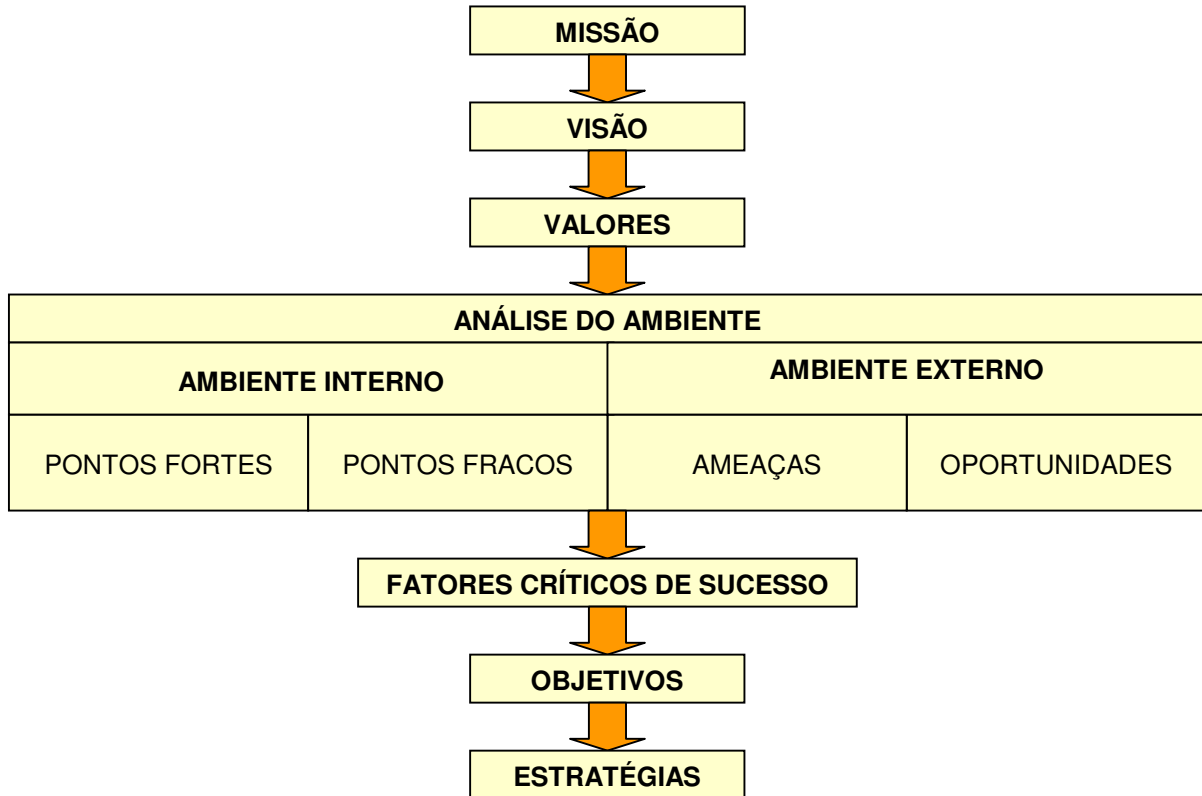 MISSÃO
VISÃO
VALORES
ANÁLISE DO AMBIENTE
AMBIENTE INTERNO
AMBIENTE EXTERNO
PONTOS FORTES
PONTOS FRACOS
AMEAÇAS
OPORTUNIDADES
FATORES CRÍTICOS DE SUCESSO
OBJETIVOS
ESTRATÉGIAS